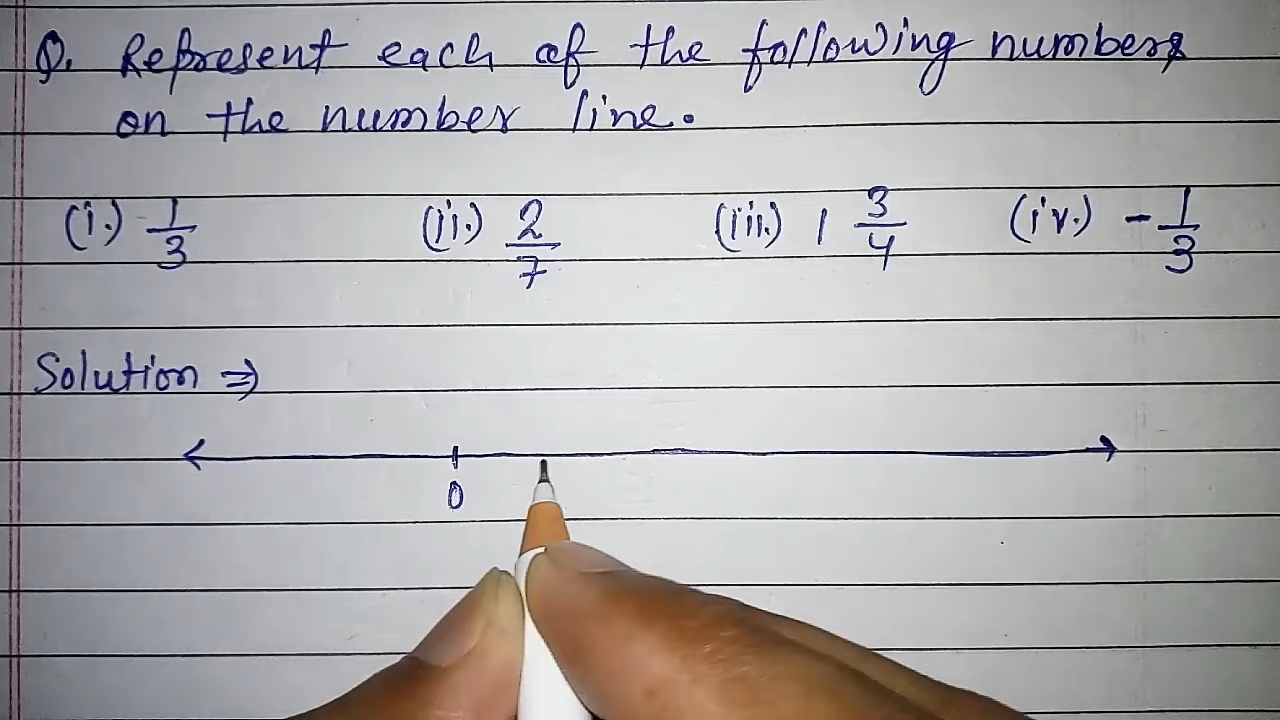 Q. Represent each of the following numbers
on the number line.
(i.) 1/3 (ii.) 2/7 (iii.) 1 3/4 (iv.) -1/3
Solution ⇒
0